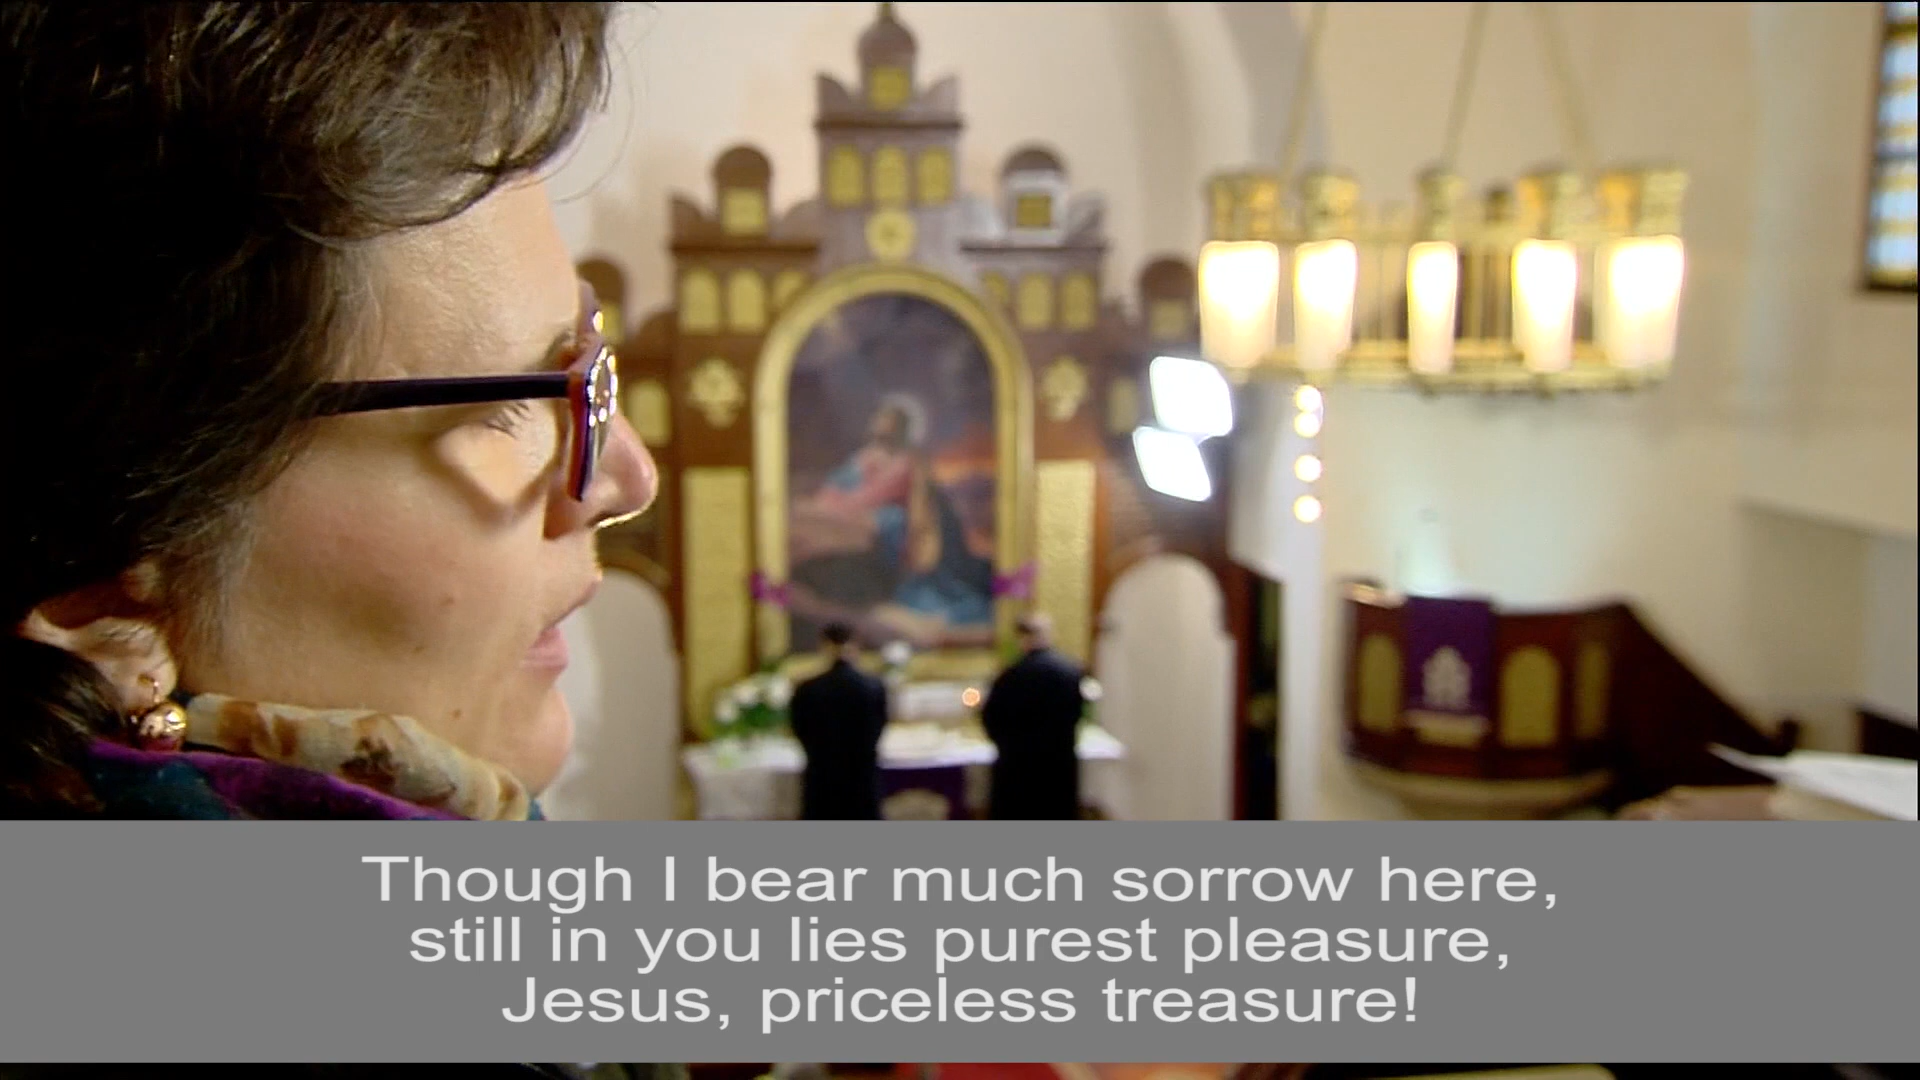 Though I bear much sorrow here,
still in you lies purest pleasure,
Jesus, priceless treasure!